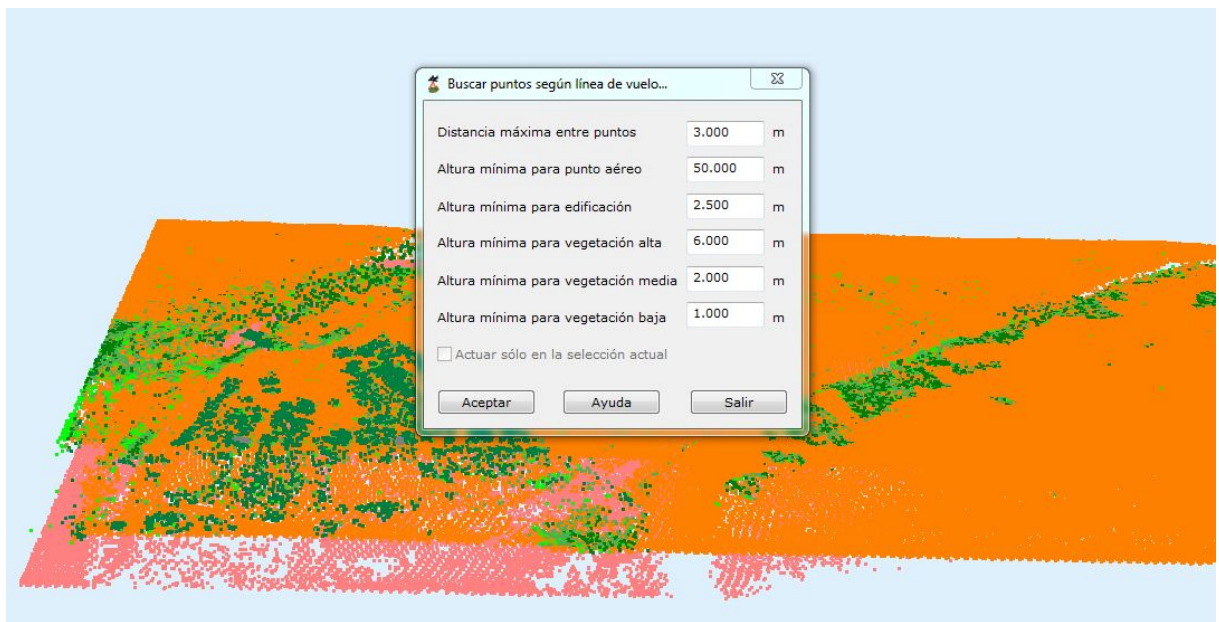 Buscar puntos según línea de vuelo...
Distancia máxima entre puntos 3.000 m
Altura mínima para punto aéreo 50.000 m
Altura mínima para edificación 2.500 m
Altura mínima para vegetación alta 6.000 m
Altura mínima para vegetación media 2.000 m
Altura mínima para vegetación baja 1.000 m
Actuar sólo en la selección actual
Aceptar Ayuda Salir